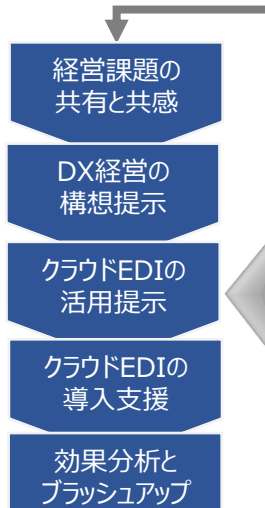 経営課題の
共有と共感
DX経営の
構想提示
クラウドEDIの
活用提示
クラウドEDIの
導入支援
効果分析と
ブラッシュアップ